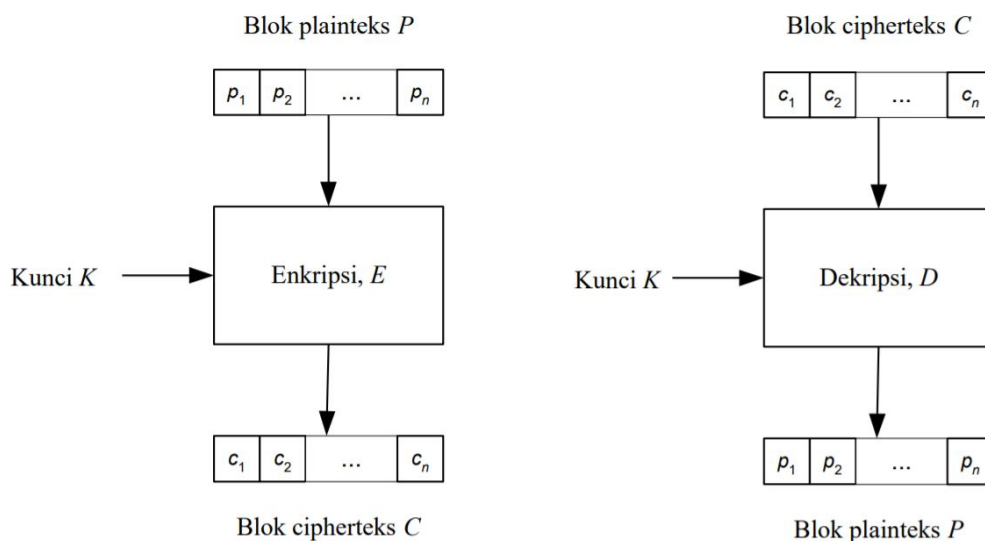 Blok plainteks P
p1 p2 ... pn
Kunci K
Enkripsi, E
c1 c2 ... cn
Blok cipherteks C
Blok cipherteks C
c1 c2 ... cn
Kunci K
Dekripsi, D
p1 p2 ... pn
Blok plainteks P